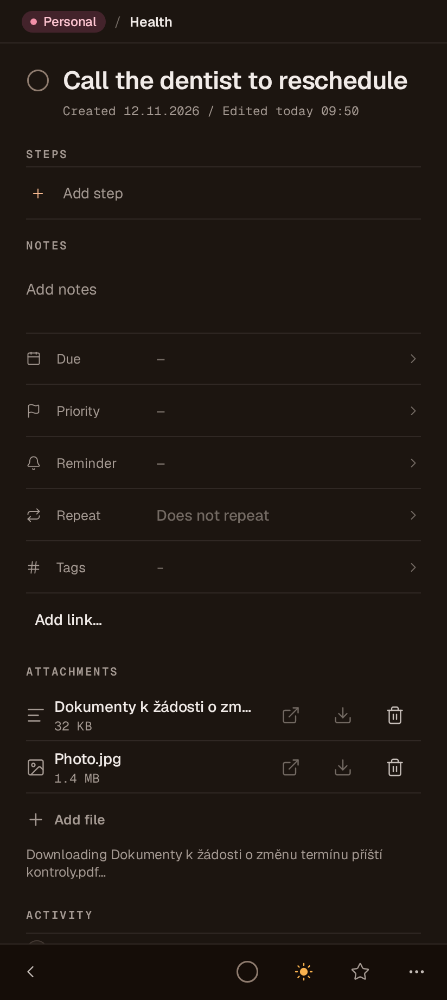 Personal / Health
Call the dentist to reschedule
Created 12.11.2026 / Edited today 09:50
STEPS
+ Add step
NOTES
Add notes
Due –
Priority –
Reminder –
Repeat Does not repeat
Tags –
Add link…
ATTACHMENTS
Dokumenty k žádosti o zm…
32 KB
Photo.jpg
1.4 MB
+ Add file
Downloading Dokumenty k žádosti o změnu termínu příští
kontroly.pdf…
ACTIVITY